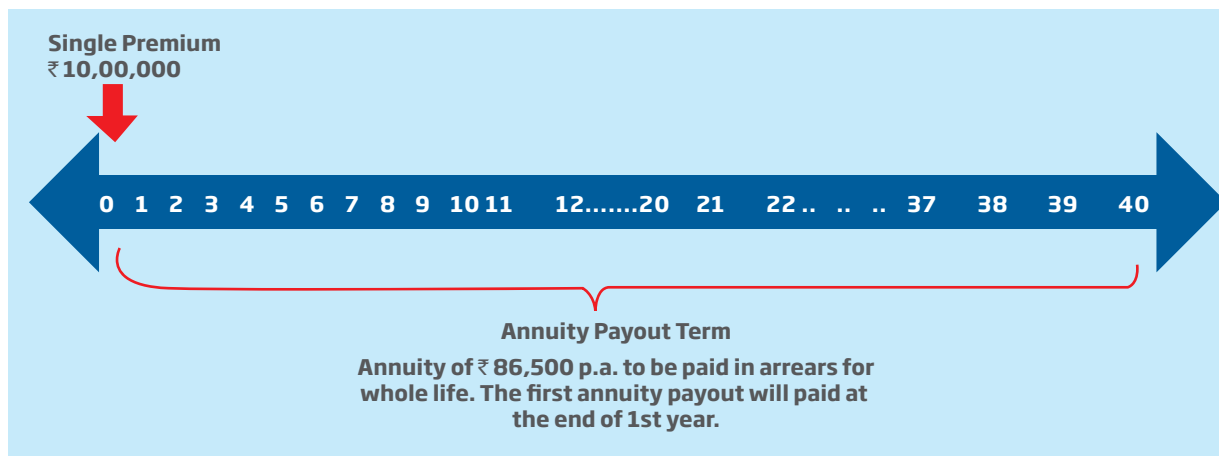 Single Premium
₹10,00,000
0 1 2 3 4 5 6 7 8 9 10 11 12.......20 21 22 .. .. .. 37 38 39 40
Annuity Payout Term
Annuity of ₹ 86,500 p.a. to be paid in arrears for
whole life. The first annuity payout will paid at
the end of 1st year.